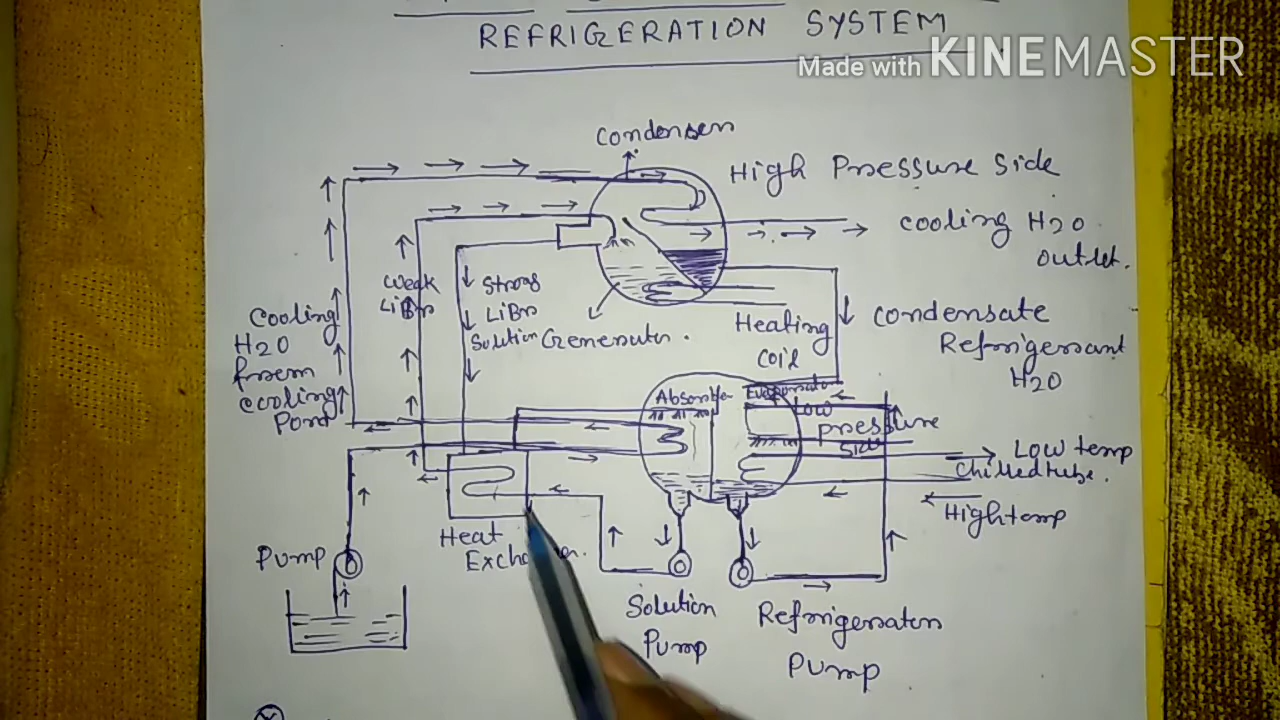 REFRIGERATION SYSTEM
Made with KINEMASTER
Condenser
High Pressure Side
Cooling H2O
outlet.
Weak
LiBr
Strong
LiBr
Solution
Generator.
Heating
Coil
Condensate
Refrigerant
H2O
Cooling
H2O
from
Cooling
Pond
Absorber
Evaporator
Low
pressure
Side
Low temp
Chilled tube.
High temp
Heat
Pump
Solution
Pump
Refrigeration
Pump